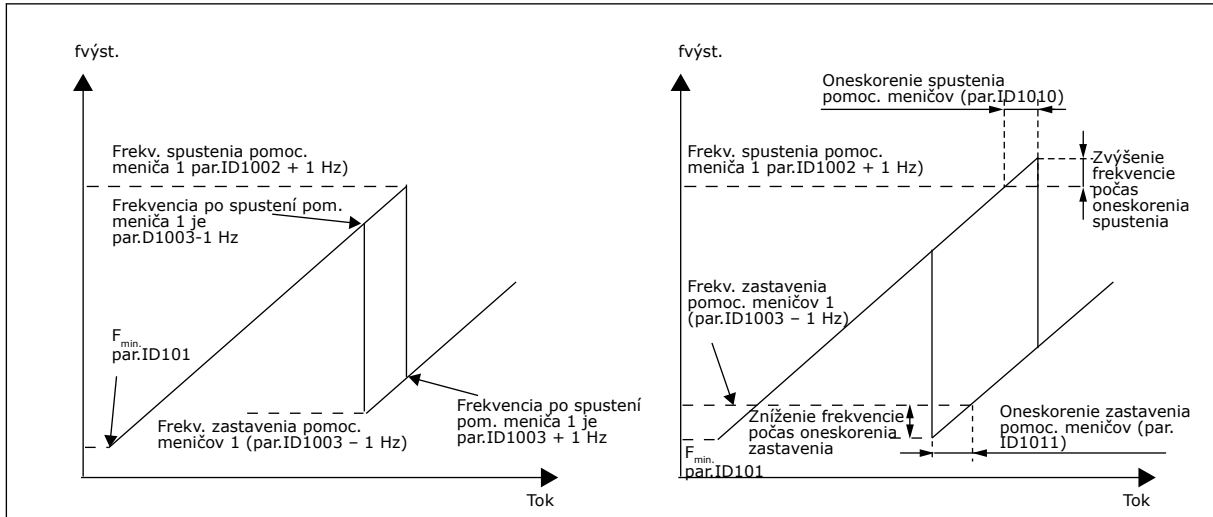 fvýst.
Frekv. spustenia pomoc.
meniča 1 par.ID1002 + 1 Hz)
Frekvencia po spustení pom.
meniča 1 je
par.D1003-1 Hz
Fmin.
par.ID101
Frekv. zastavenia pomoc.
meničov 1 (par.ID1003 – 1 Hz)
Frekvencia po spustení
pom. meniča 1 je
par.ID1003 + 1 Hz
Tok
fvýst.
Oneskorenie spustenia
pomoc. meničov (par.ID1010)
Frekv. spustenia pomoc.
meniča 1 par.ID1002 + 1 Hz)
Zvýšenie
frekvencie
počas
oneskorenia
spustenia
Frekv. zastavenia
pomoc. meničov 1
(par.ID1003 – 1 Hz)
Zníženie frekvencie
počas oneskorenia
zastavenia
Oneskorenie zastavenia
pomoc. meničov (par.
ID1011)
Fmin.
par.ID101
Tok